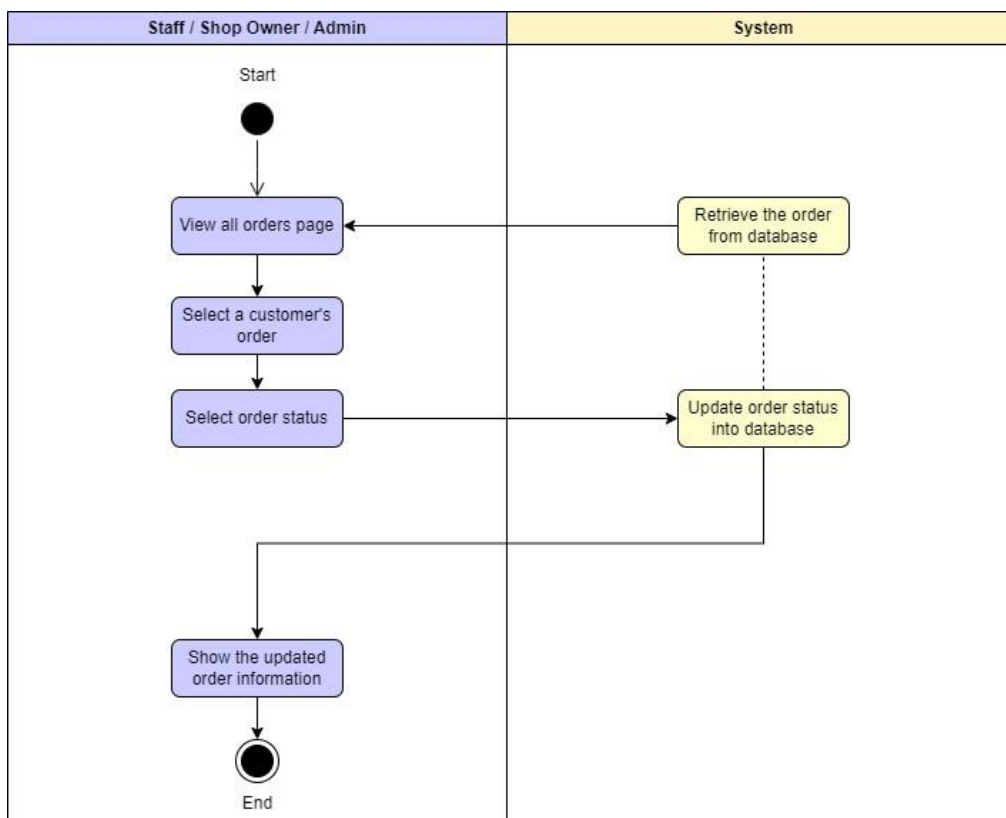 Staff / Shop Owner / Admin
System
Start
View all orders page
Retrieve the order
from database
Select a customer's
order
Select order status
Update order status
into database
Show the updated
order information
End